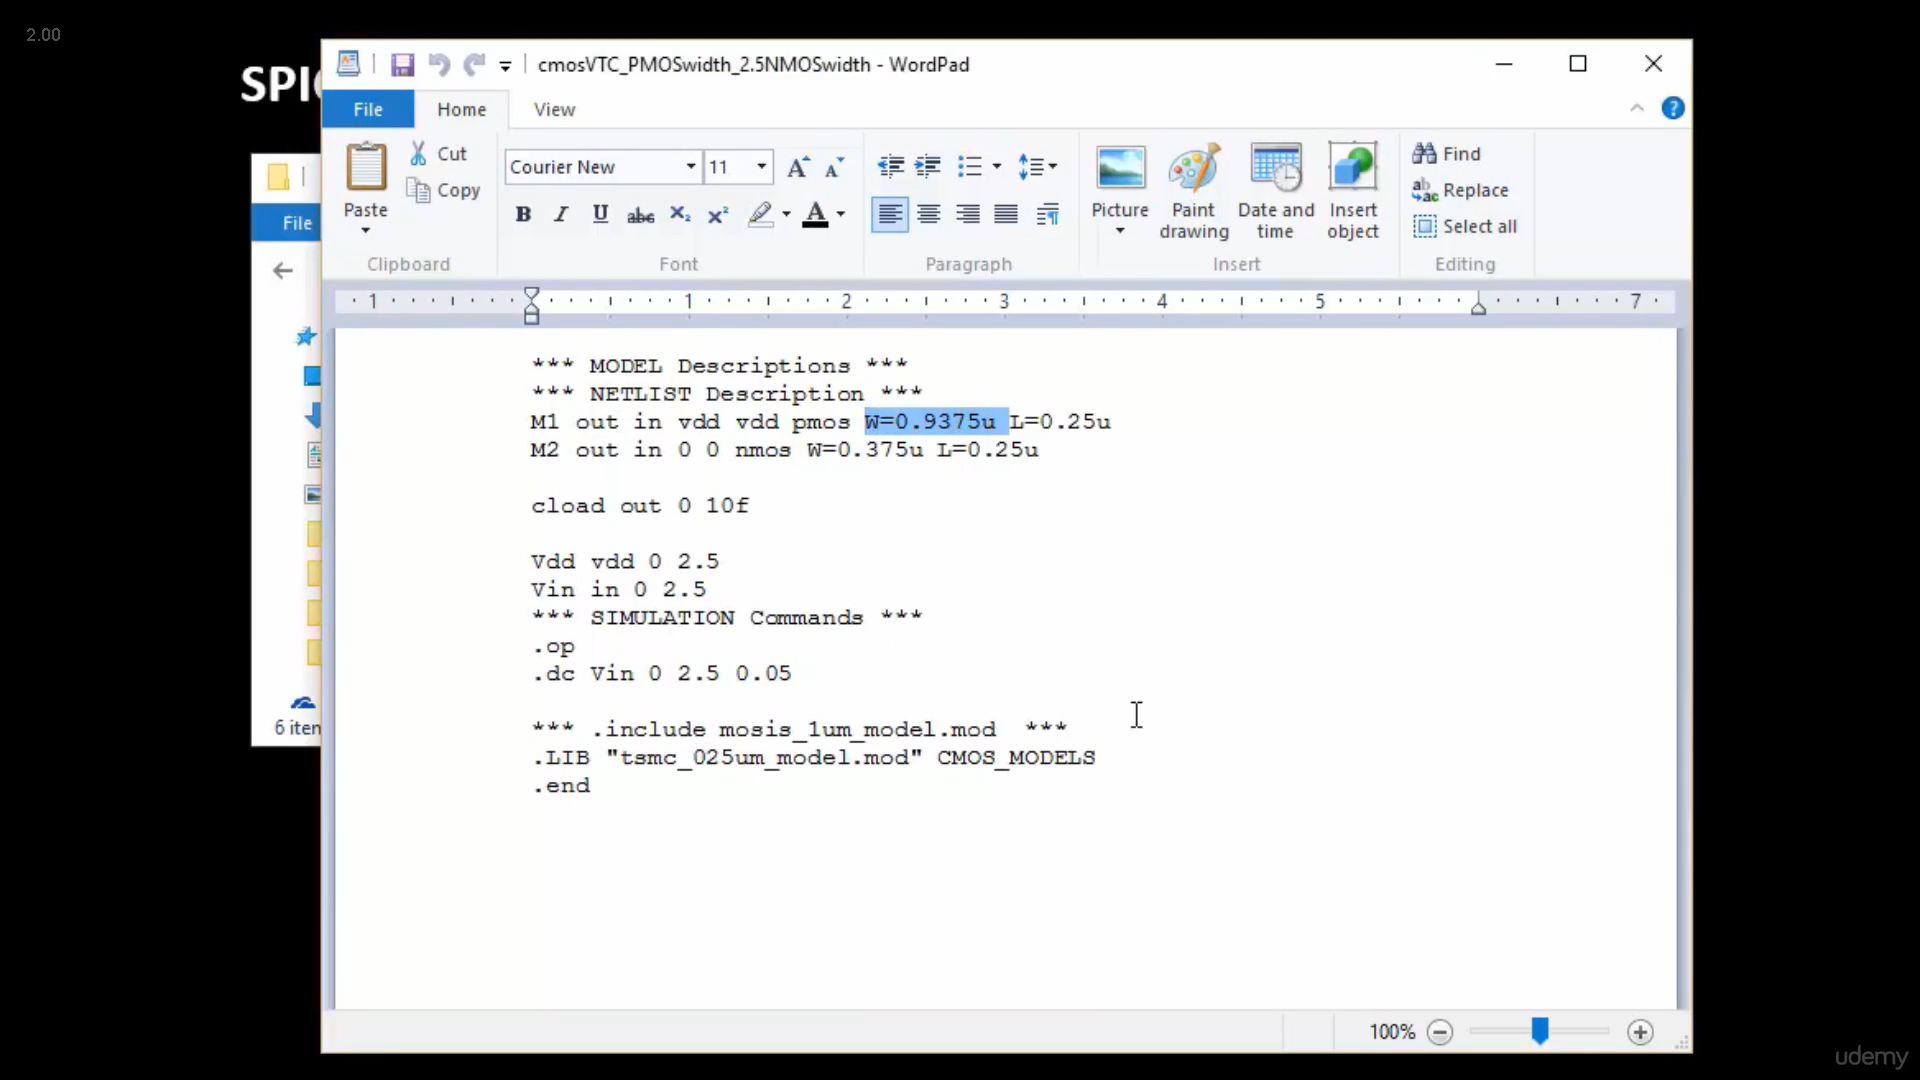 2.00
SPIC
cmosVTC_PMOSwidth_2.5NMOSwidth - WordPad
File Home View
Paste
Cut
Copy
Clipboard
Courier New 11
B I U abc X₂ X² A
Font
Paragraph
Picture
Paint drawing
Date and time
Insert object
Insert
Find
Replace
Select all
Editing
1 1 2 3 4 5 7
File
*** MODEL Descriptions ***
*** NETLIST Description ***
M1 out in vdd vdd pmos W=0.9375u L=0.25u
M2 out in 0 0 nmos W=0.375u L=0.25u
cload out 0 10f
Vdd vdd 0 2.5
Vin in 0 2.5
*** SIMULATION Commands ***
.op
.dc Vin 0 2.5 0.05
*** .include mosis_1um_model.mod ***
.LIB "tsmc_025um_model.mod" CMOS_MODELS
.end
6 iten
100%
udemy